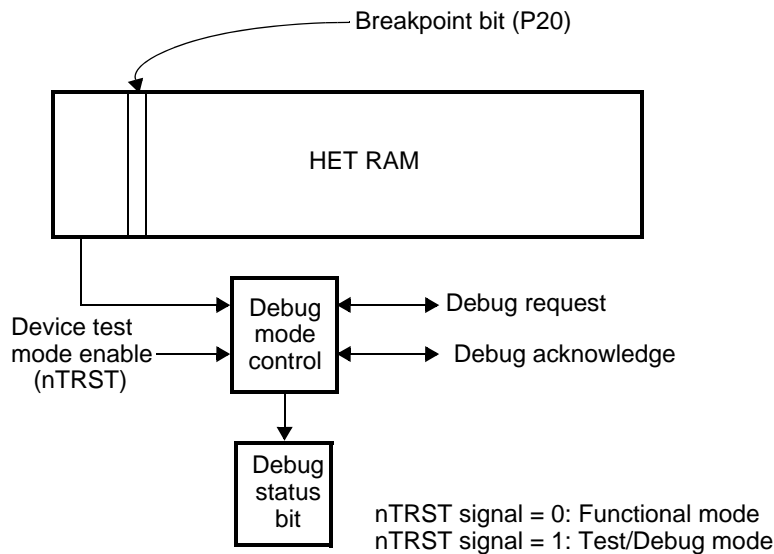 Breakpoint bit (P20)
HET RAM
Debug
mode
control
Debug request
Debug acknowledge
Device test
mode enable
(nTRST)
Debug
status
bit
nTRST signal = 0: Functional mode
nTRST signal = 1: Test/Debug mode